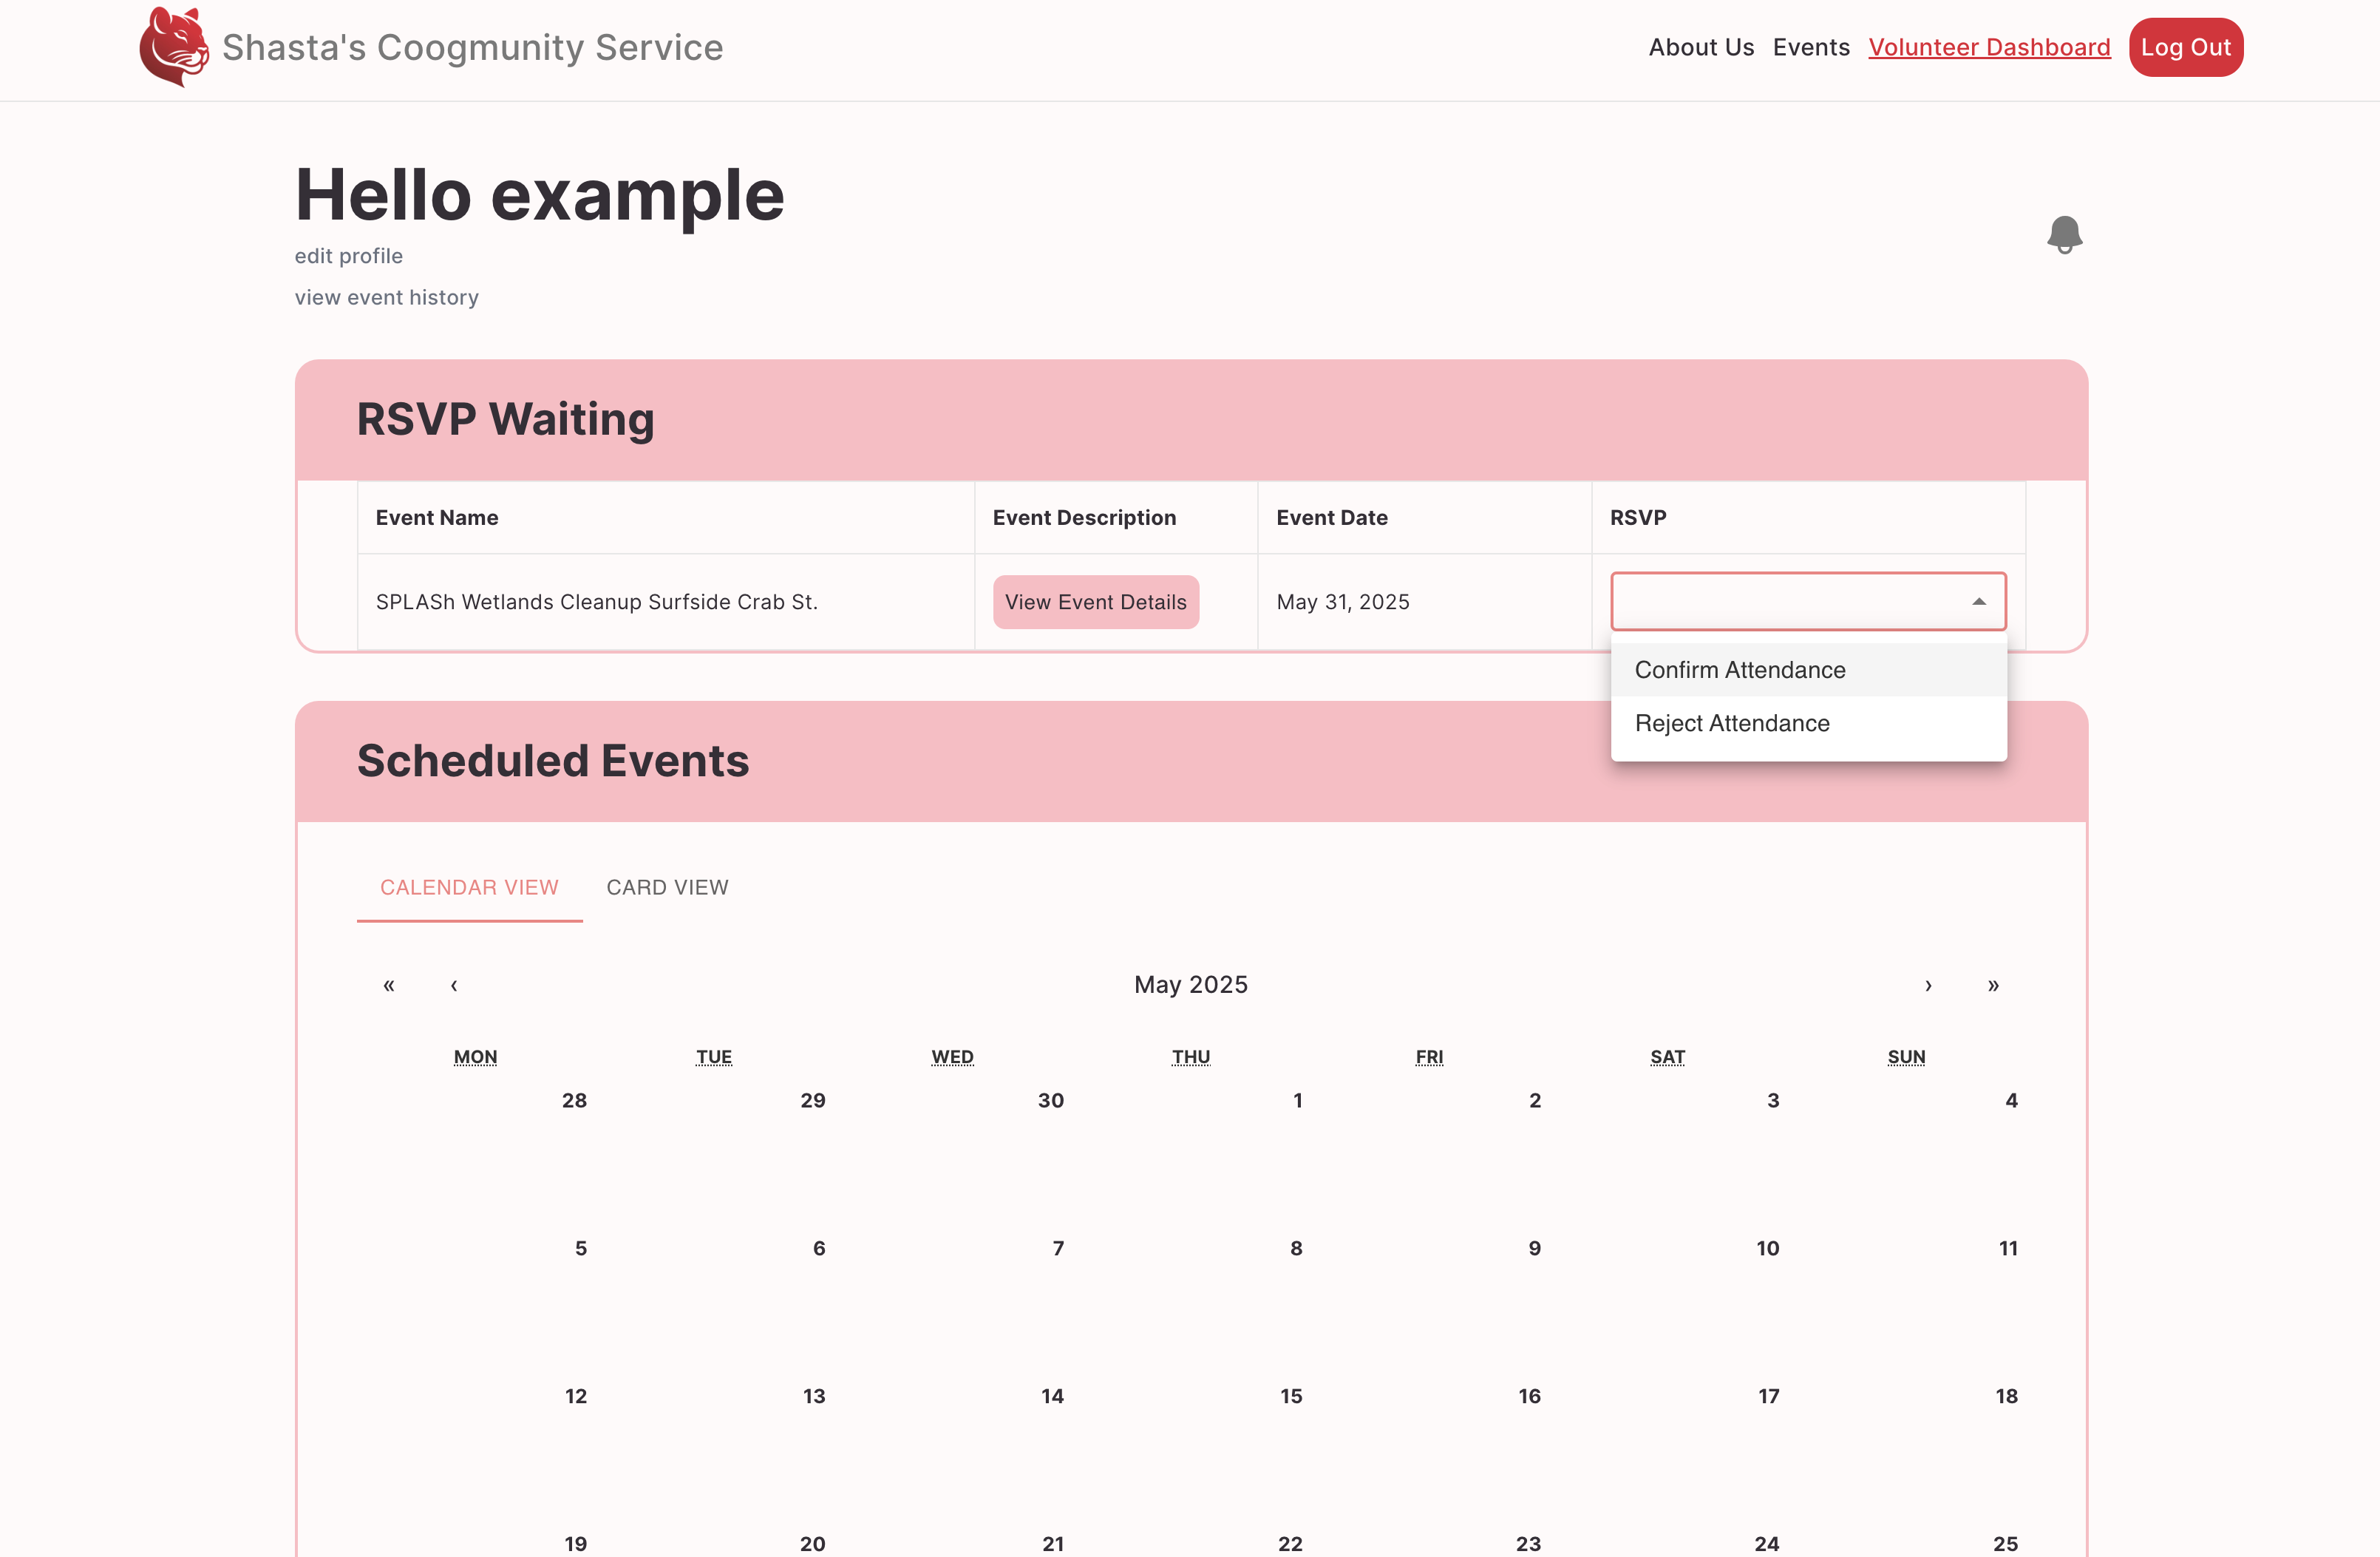 Shasta's Coogmunity Service
About Us Events Volunteer Dashboard Log Out
Hello example
edit profile
view event history
RSVP Waiting
Event Name Event Description Event Date RSVP
SPLASh Wetlands Cleanup Surfside Crab St. View Event Details May 31, 2025
Confirm Attendance
Reject Attendance
Scheduled Events
CALENDAR VIEW CARD VIEW
« ‹ May 2025 › »
MON TUE WED THU FRI SAT SUN
28 29 30 1 2 3 4
5 6 7 8 9 10 11
12 13 14 15 16 17 18
19 20 21 22 23 24 25